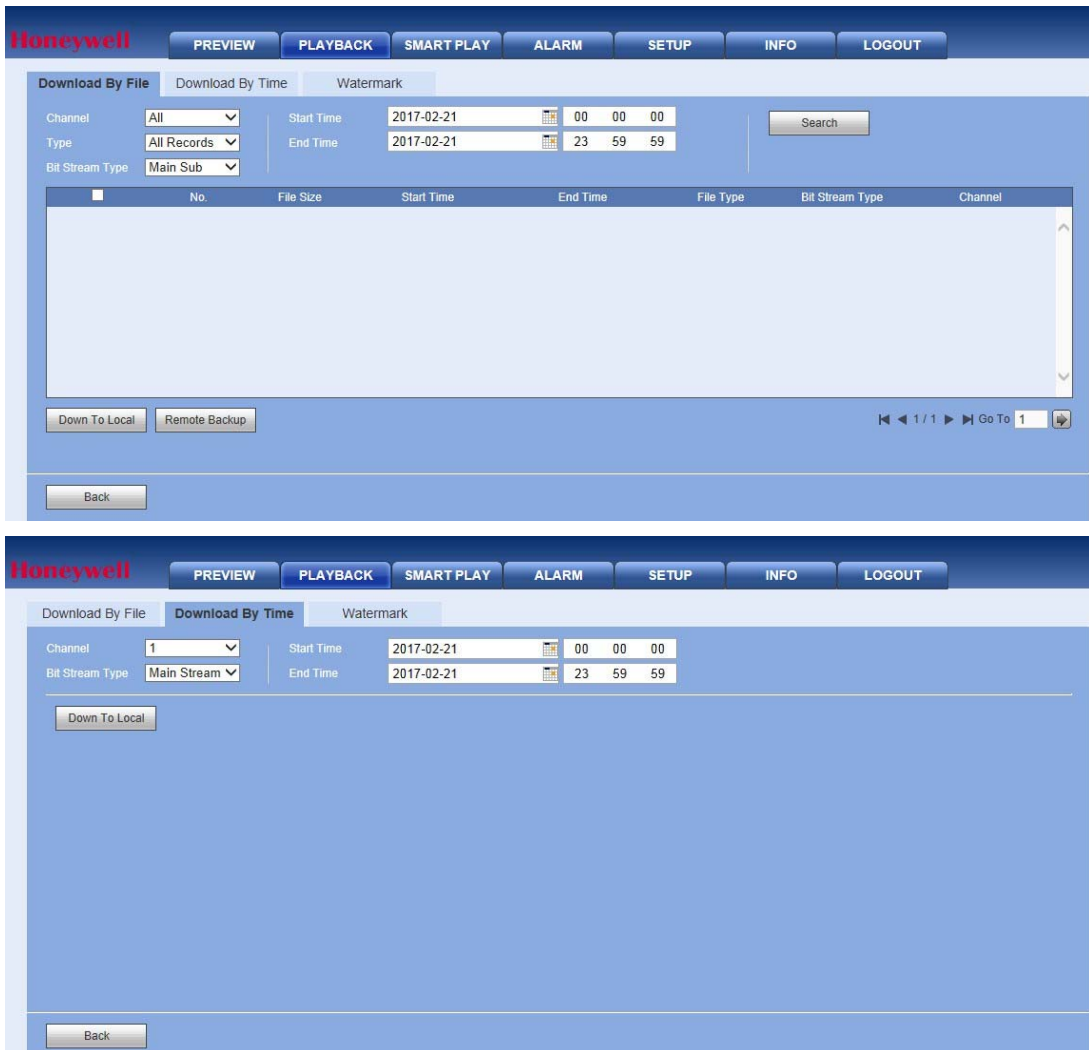 Honeywell PREVIEW PLAYBACK SMART PLAY ALARM SETUP INFO LOGOUT
Download By File Download By Time Watermark
Channel All Start Time 2017-02-21 00 00 00 Search
Type All Records End Time 2017-02-21 23 59 59
Bit Stream Type Main Sub
No. File Size Start Time End Time File Type Bit Stream Type Channel
Down To Local Remote Backup 1 / 1 Go To 1
Back
Honeywell PREVIEW PLAYBACK SMART PLAY ALARM SETUP INFO LOGOUT
Download By File Download By Time Watermark
Channel 1 Start Time 2017-02-21 00 00 00
Bit Stream Type Main Stream End Time 2017-02-21 23 59 59
Down To Local
Back